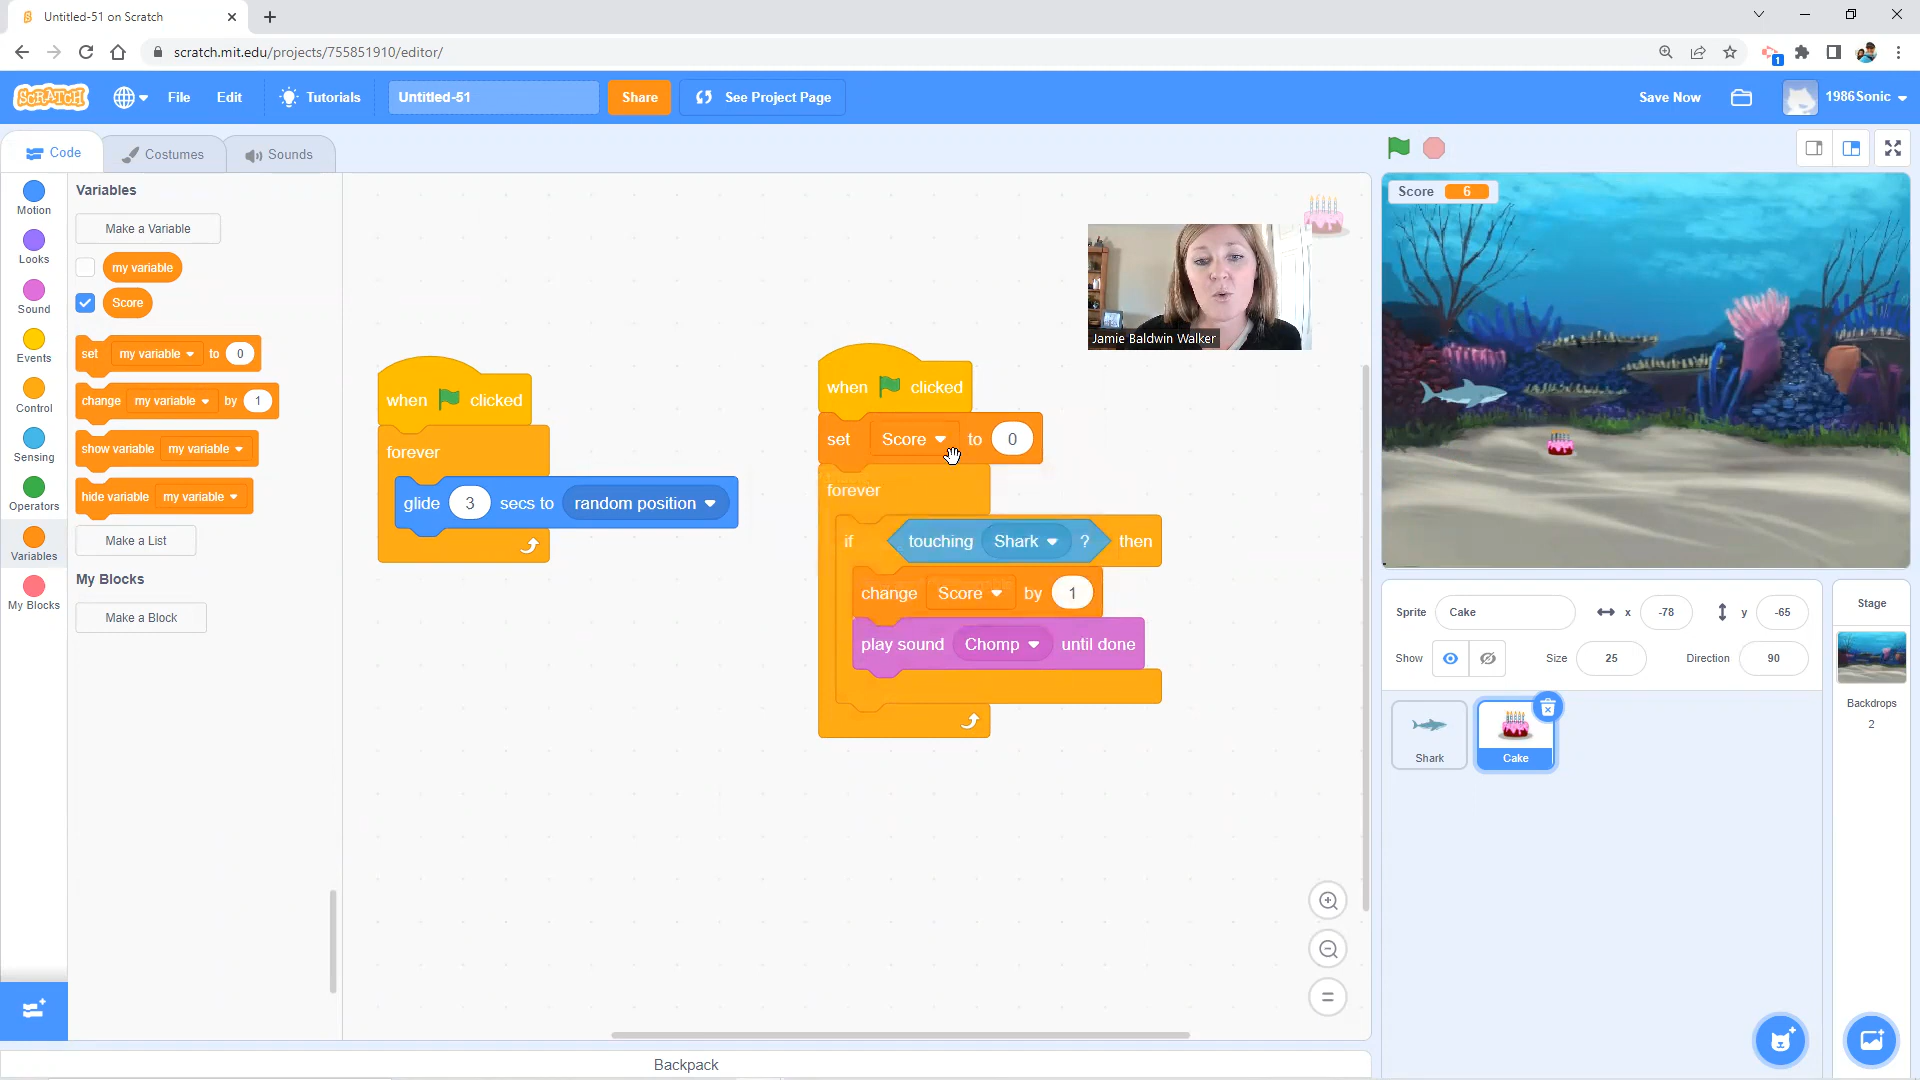 Untitled-51 on Scratch
scratch.mit.edu/projects/755851910/editor/
1
SCRATCH
File
Edit
Tutorials
Untitled-51
Share
See Project Page
Save Now
1986Sonic
Code
Costumes
Sounds
Motion
Looks
Sound
Events
Control
Sensing
Operators
Variables
My Blocks
Variables
Make a Variable
my variable
Score
set my variable to 0
change my variable by 1
show variable my variable
hide variable my variable
Make a List
My Blocks
Make a Block
when clicked
forever
glide 3 secs to random position
when clicked
set Score to 0
forever
if touching Shark ? then
change Score by 1
play sound Chomp until done
Jamie Baldwin Walker
Score 6
Sprite Cake x -78 y -65
Show Size 25 Direction 90
Shark
Cake
Stage
Backdrops
2
Backpack